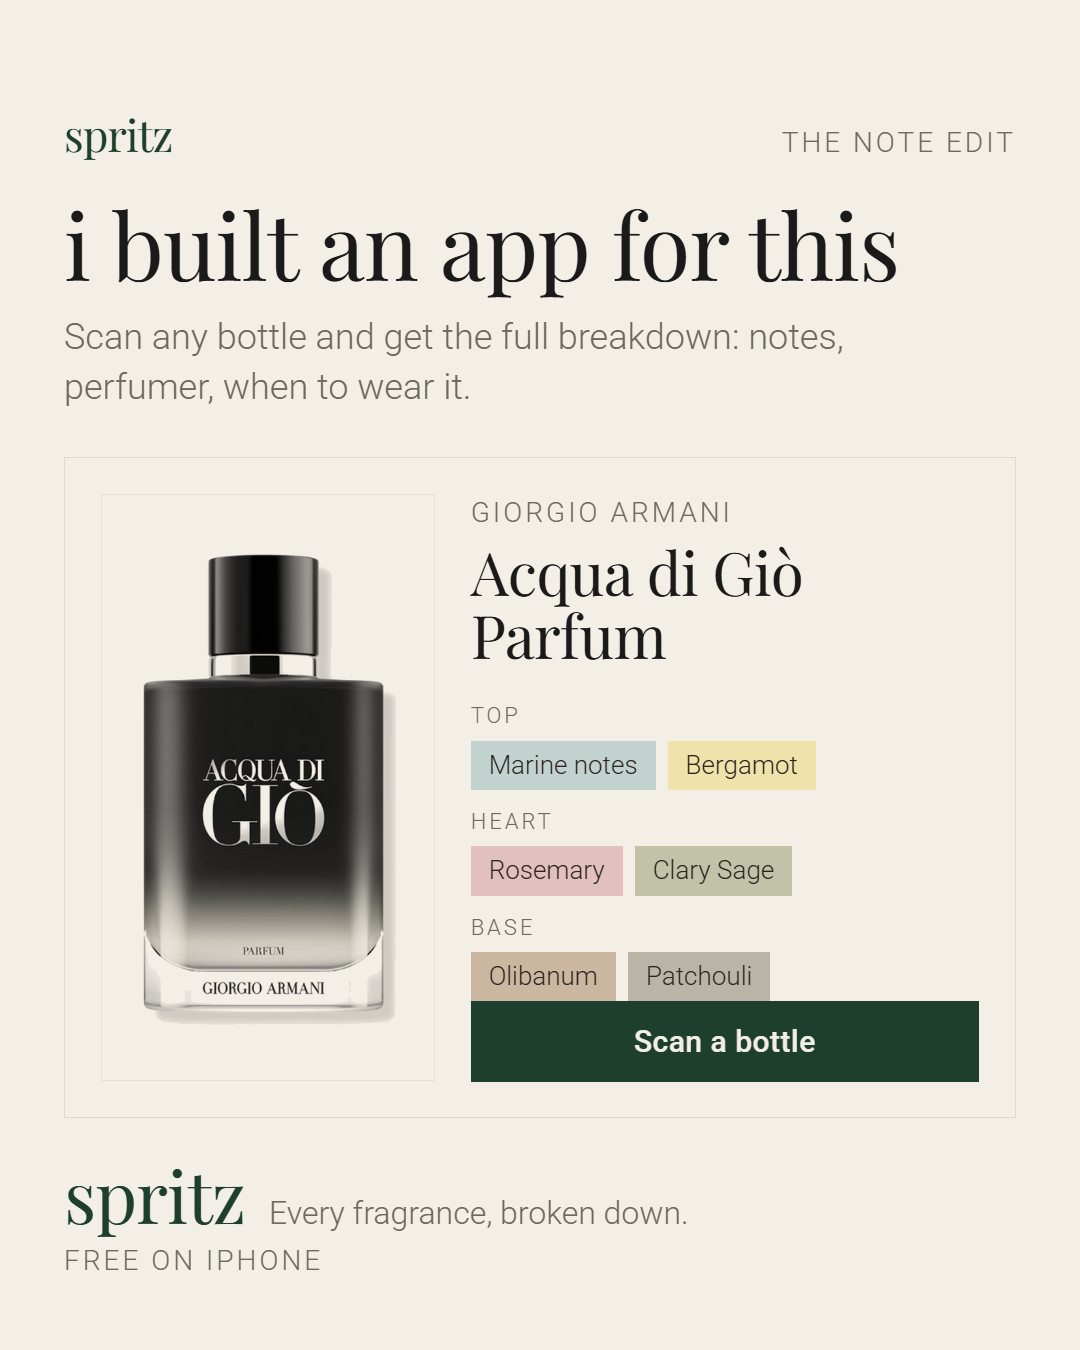 spritz
THE NOTE EDIT
i built an app for this
Scan any bottle and get the full breakdown: notes,
perfumer, when to wear it.
ACQUA DI
GIÒ
PARFUM
GIORGIO ARMANI
GIORGIO ARMANI
Acqua di Giò
Parfum
TOP
Marine notes Bergamot
HEART
Rosemary Clary Sage
BASE
Olibanum Patchouli
Scan a bottle
spritz Every fragrance, broken down.
FREE ON IPHONE